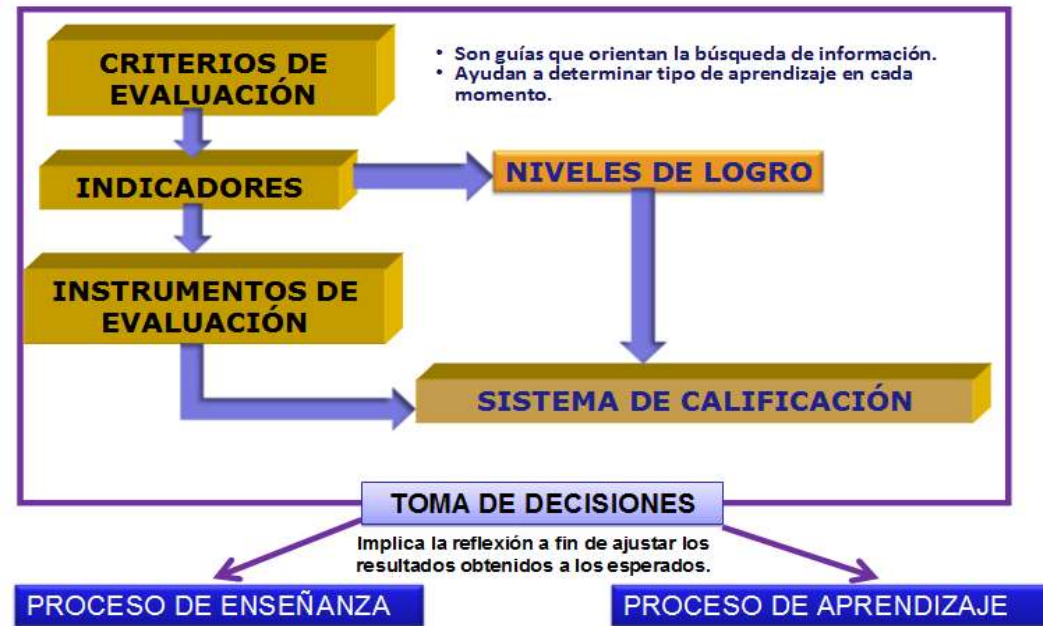 CRITERIOS DE
EVALUACIÓN
• Son guías que orientan la búsqueda de información.
• Ayudan a determinar tipo de aprendizaje en cada
momento.
INDICADORES
NIVELES DE LOGRO
INSTRUMENTOS DE
EVALUACIÓN
SISTEMA DE CALIFICACIÓN
TOMA DE DECISIONES
Implica la reflexión a fin de ajustar los
resultados obtenidos a los esperados.
PROCESO DE ENSEÑANZA
PROCESO DE APRENDIZAJE